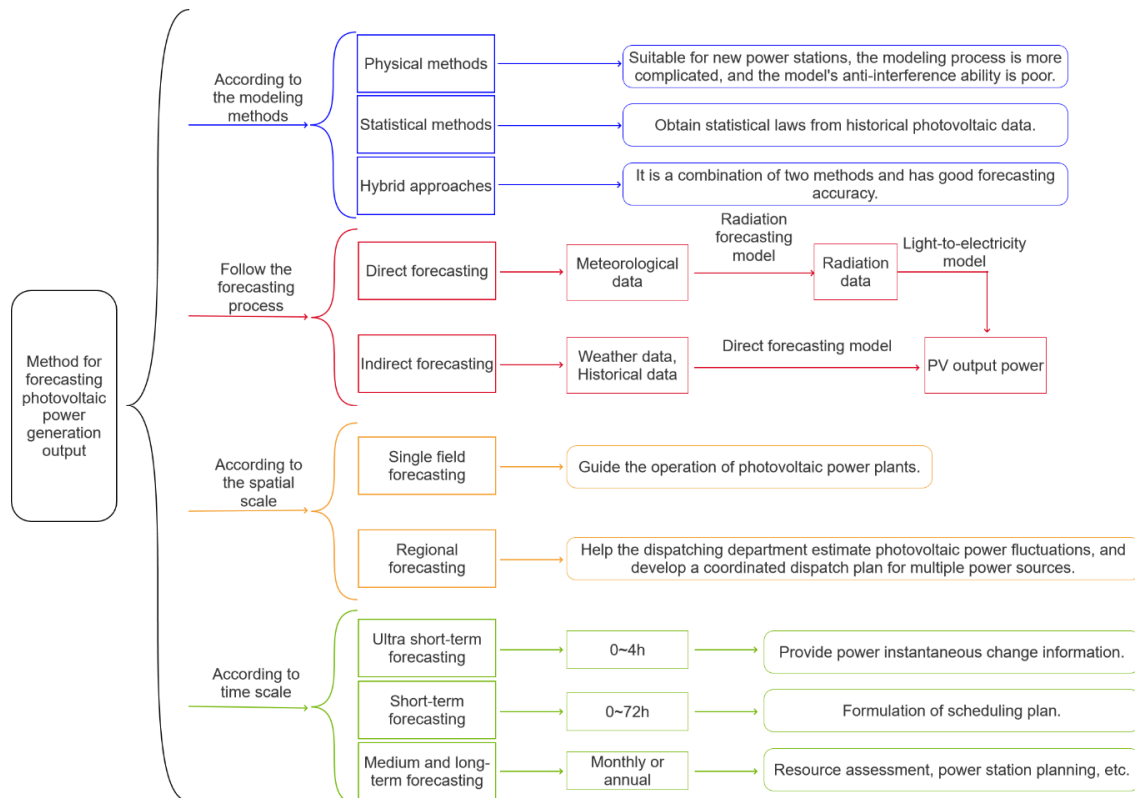 Method for
forecasting
photovoltaic
power
generation
output
According to
the modeling
methods
Physical methods
Suitable for new power stations, the modeling process is more
complicated, and the model's anti-interference ability is poor.
Statistical methods
Obtain statistical laws from historical photovoltaic data.
Hybrid approaches
It is a combination of two methods and has good forecasting
accuracy.
Follow the
forecasting
process
Direct forecasting
Meteorological
data
Radiation
forecasting
model
Radiation
data
Light-to-electricity
model
Indirect forecasting
Weather data,
Historical data
Direct forecasting model
PV output power
According to
the spatial
scale
Single field
forecasting
Guide the operation of photovoltaic power plants.
Regional
forecasting
Help the dispatching department estimate photovoltaic power fluctuations, and
develop a coordinated dispatch plan for multiple power sources.
According to
time scale
Ultra short-term
forecasting
0~4h
Provide power instantaneous change information.
Short-term
forecasting
0~72h
Formulation of scheduling plan.
Medium and long-
term forecasting
Monthly or
annual
Resource assessment, power station planning, etc.